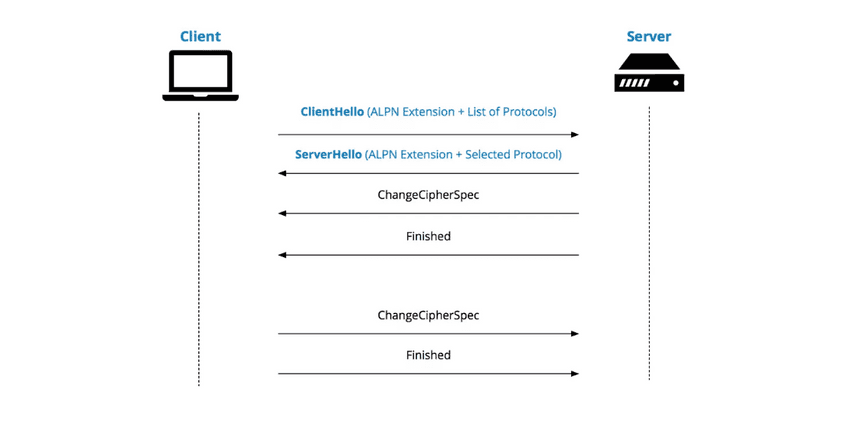 Client
Server
ClientHello (ALPN Extension + List of Protocols)
ServerHello (ALPN Extension + Selected Protocol)
ChangeCipherSpec
Finished
ChangeCipherSpec
Finished